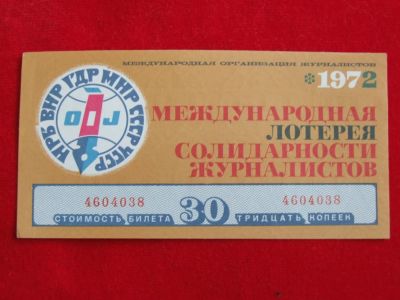 МЕЖДУНАРОДНАЯ ОРГАНИЗАЦИЯ ЖУРНАЛИСТОВ
*1972
НРБ ВНР ГДР МНР СССР ЧССР
OIJ
МЕЖДУНАРОДНАЯ
ЛОТЕРЕЯ
СОЛИДАРНОСТИ
ЖУРНАЛИСТОВ
4604038 30 4604038
СТОИМОСТЬ БИЛЕТА ТРИДЦАТЬ КОПЕЕК